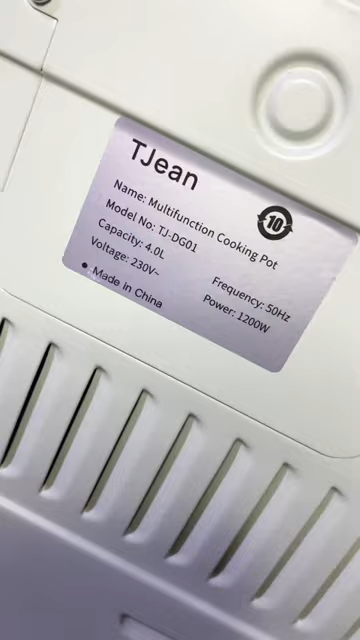 TJean
10
Name: Multifunction Cooking Pot
Model No: TJ-DG01
Capacity: 4.0L
Voltage: 230V~
Frequency: 50Hz
Power: 1200W
Made in China